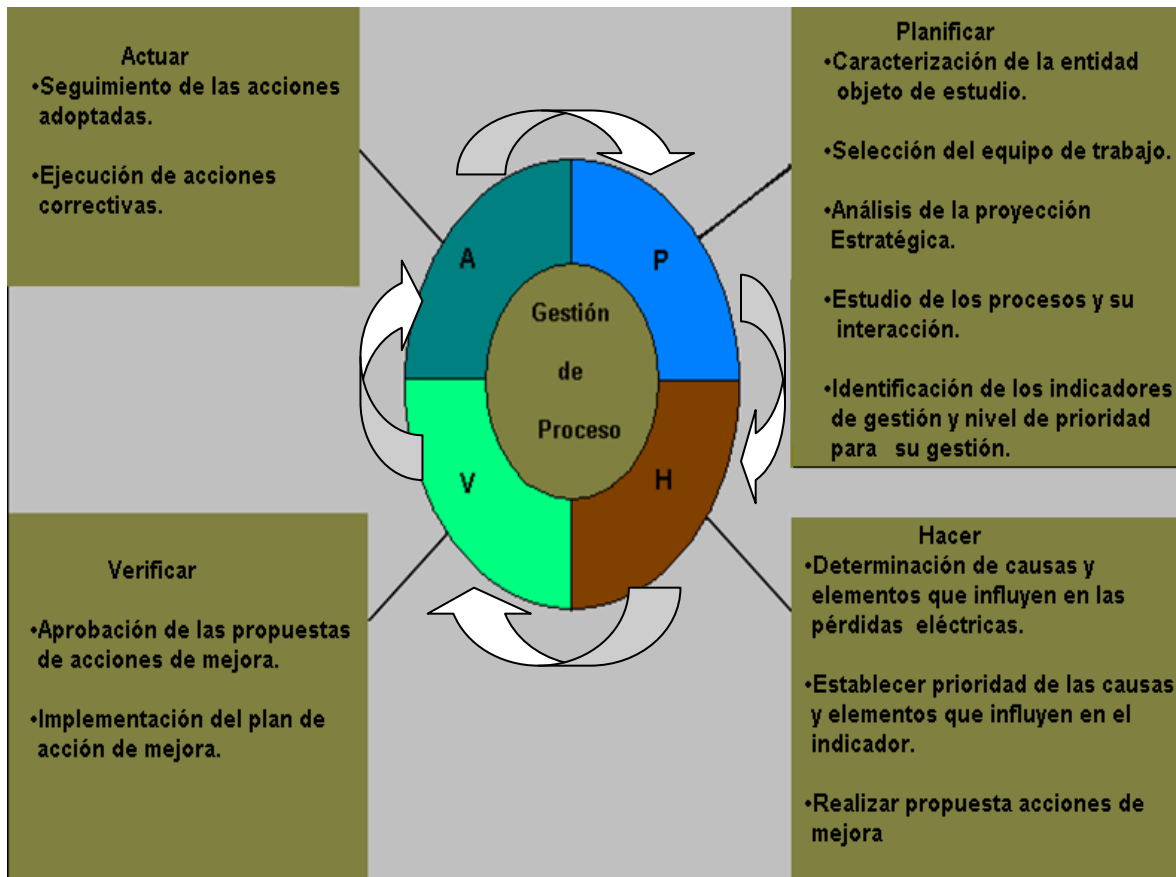 Actuar
•Seguimiento de las acciones
adoptadas.
•Ejecución de acciones
correctivas.
Planificar
•Caracterización de la entidad
objeto de estudio.
•Selección del equipo de trabajo.
•Análisis de la proyección
Estratégica.
•Estudio de los procesos y su
interacción.
•Identificación de los indicadores
de gestión y nivel de prioridad
para su gestión.
A
P
Gestión
de
Proceso
V
H
Verificar
•Aprobación de las propuestas
de acciones de mejora.
•Implementación del plan de
acción de mejora.
Hacer
•Determinación de causas y
elementos que influyen en las
pérdidas eléctricas.
•Establecer prioridad de las causas
y elementos que influyen en el
indicador.
•Realizar propuesta acciones de
mejora